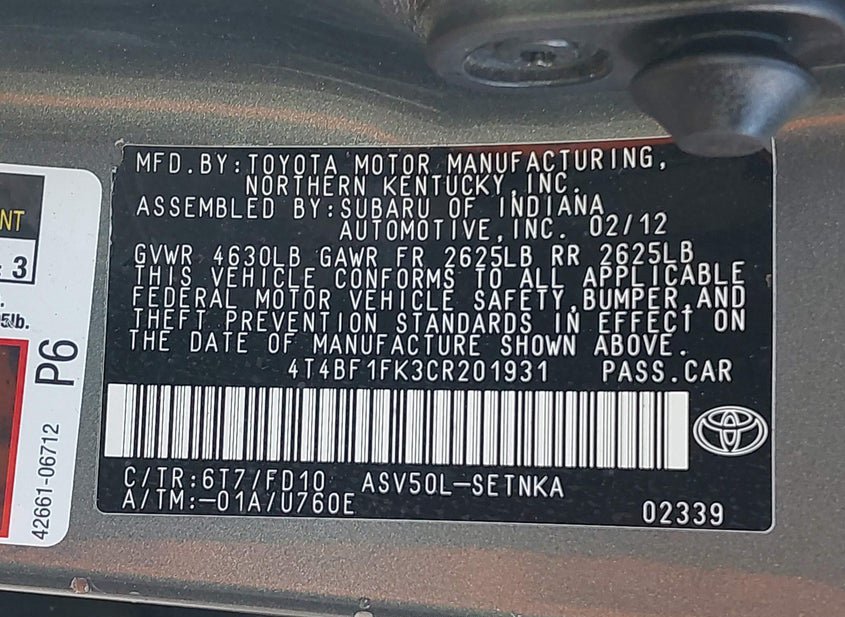 MFD.BY:TOYOTA MOTOR MANUFACTURING,
NORTHERN KENTUCKY,INC.
ASSEMBLED BY:SUBARU OF INDIANA
AUTOMOTIVE,INC. 02/12
GVWR 4630LB GAWR FR 2625LB RR 2625LB
THIS VEHICLE CONFORMS TO ALL APPLICABLE
FEDERAL MOTOR VEHICLE SAFETY,BUMPER,AND
THEFT PREVENTION STANDARDS IN EFFECT ON
THE DATE OF MANUFACTURE SHOWN ABOVE.
4T4BF1FK3CR201931 PASS.CAR
C/TR:6T7/FD10 ASV50L-SETNKA
A/TM:-01A/U760E
02339
NT
: 3
5lb.
P6
42661-06712